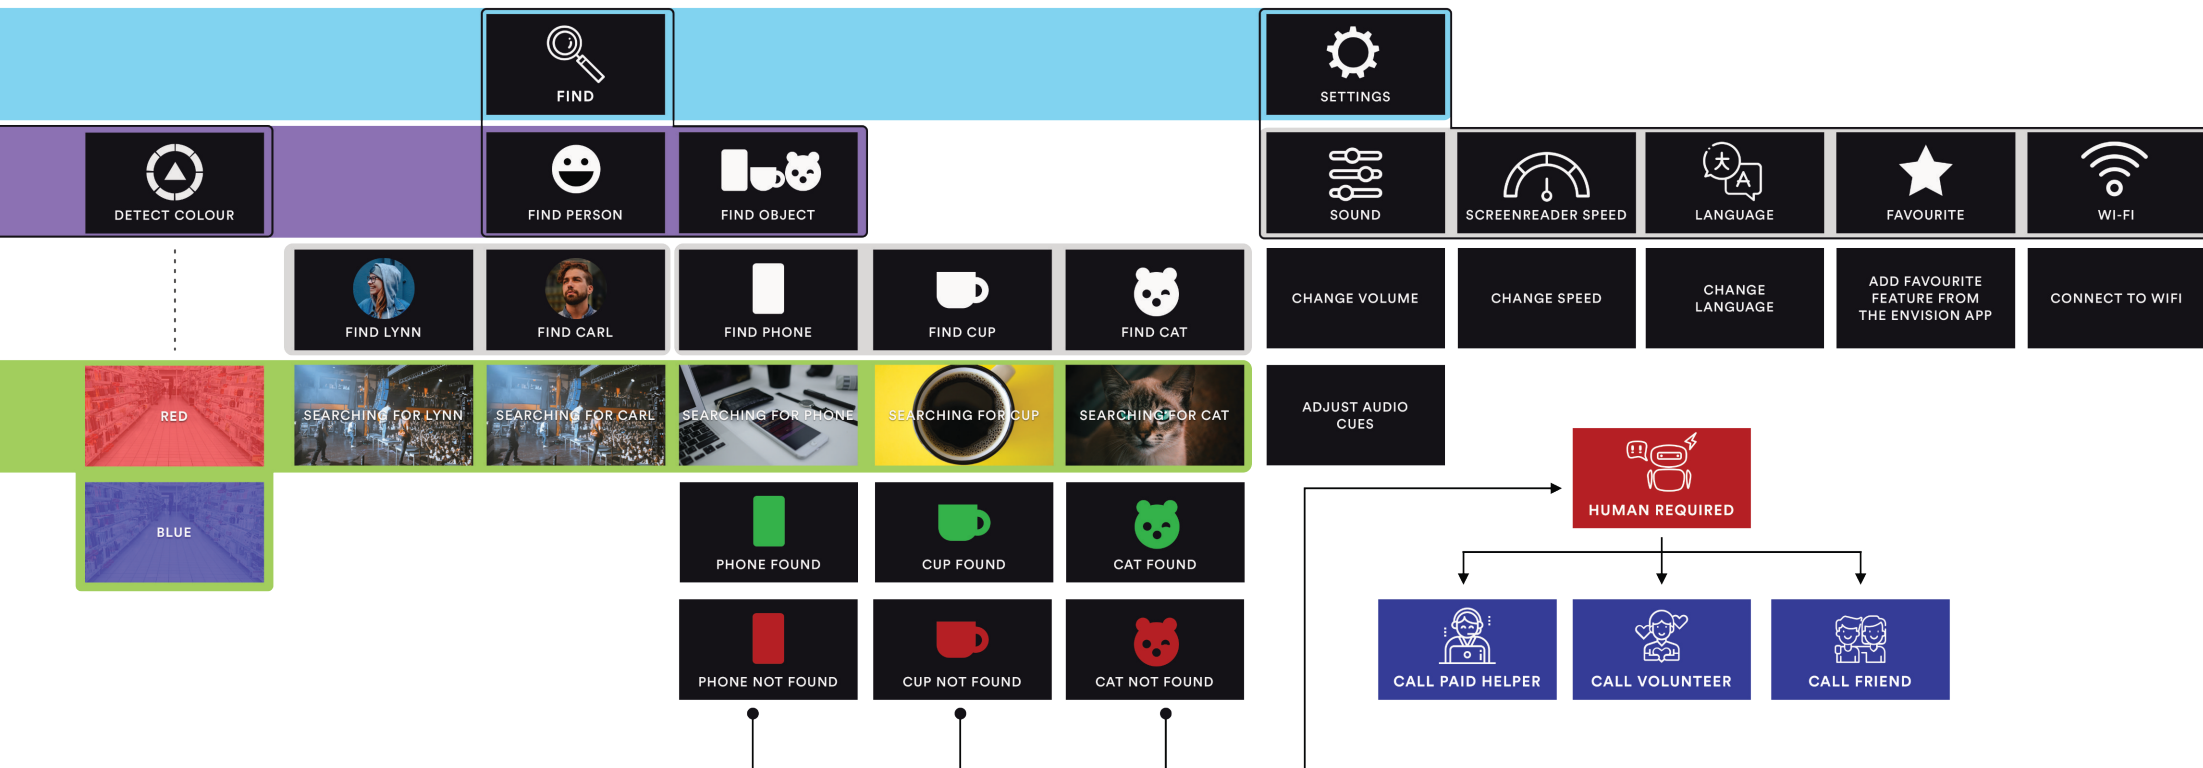 FIND
SETTINGS
DETECT COLOUR
FIND PERSON
FIND OBJECT
SOUND
SCREENREADER SPEED
LANGUAGE
FAVOURITE
WI-FI
FIND LYNN
FIND CARL
FIND PHONE
FIND CUP
FIND CAT
CHANGE VOLUME
CHANGE SPEED
CHANGE
LANGUAGE
ADD FAVOURITE
FEATURE FROM
THE ENVISION APP
CONNECT TO WIFI
RED
SEARCHING FOR LYNN
SEARCHING FOR CARL
SEARCHING FOR PHONE
SEARCHING FOR CUP
SEARCHING FOR CAT
ADJUST AUDIO
CUES
BLUE
PHONE FOUND
CUP FOUND
CAT FOUND
HUMAN REQUIRED
PHONE NOT FOUND
CUP NOT FOUND
CAT NOT FOUND
CALL PAID HELPER
CALL VOLUNTEER
CALL FRIEND